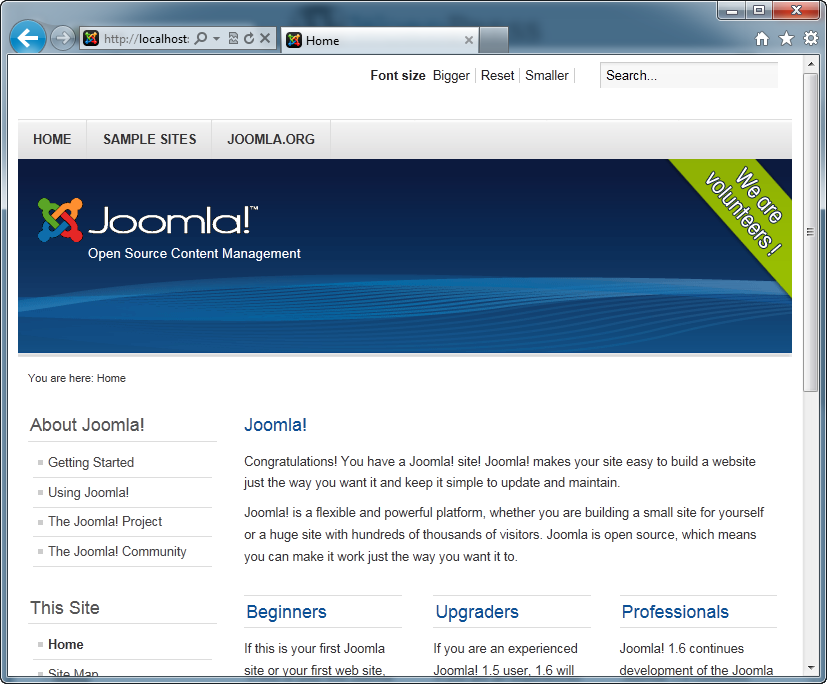 http://localhost:
Home
Font size Bigger Reset Smaller
Search...
HOME SAMPLE SITES JOOMLA.ORG
Joomla!™
Open Source Content Management
We are
volunteers !
You are here: Home
About Joomla!
Getting Started
Using Joomla!
The Joomla! Project
The Joomla! Community
This Site
Home
Site Map
Joomla!
Congratulations! You have a Joomla! site! Joomla! makes your site easy to build a website
just the way you want it and keep it simple to update and maintain.
Joomla! is a flexible and powerful platform, whether you are building a small site for yourself
or a huge site with hundreds of thousands of visitors. Joomla is open source, which means
you can make it work just the way you want it to.
Beginners
If this is your first Joomla
site or your first web site,
Upgraders
If you are an experienced
Joomla! 1.5 user, 1.6 will
Professionals
Joomla! 1.6 continues
development of the Joomla